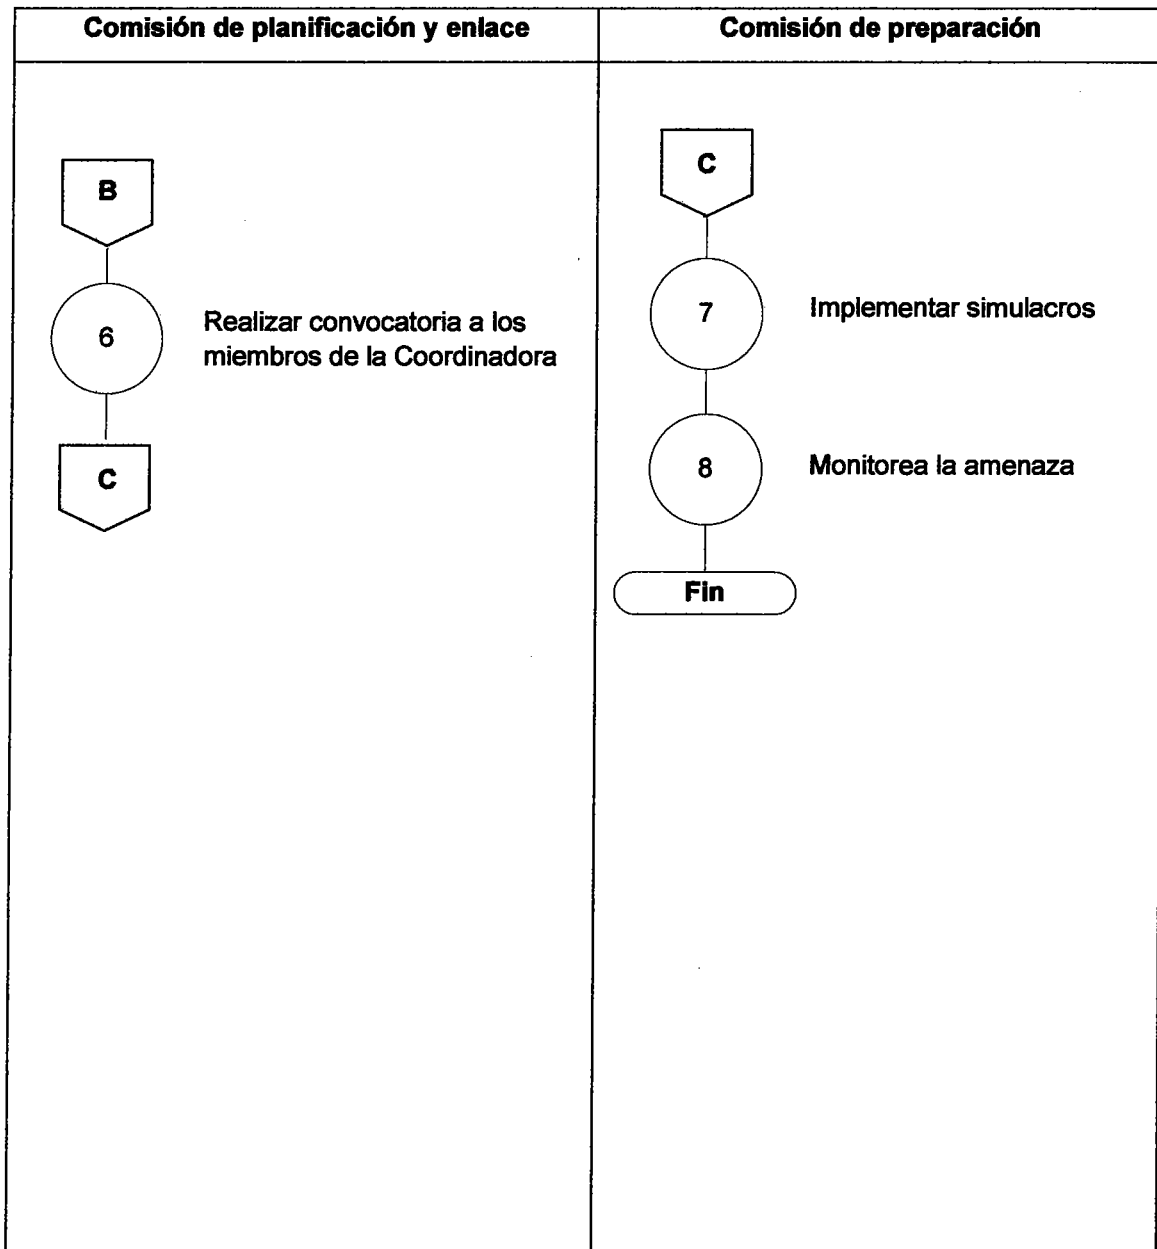 Comisión de planificación y enlace
Comisión de preparación
B
6
Realizar convocatoria a los
miembros de la Coordinadora
C
C
7
Implementar simulacros
8
Monitorea la amenaza
Fin